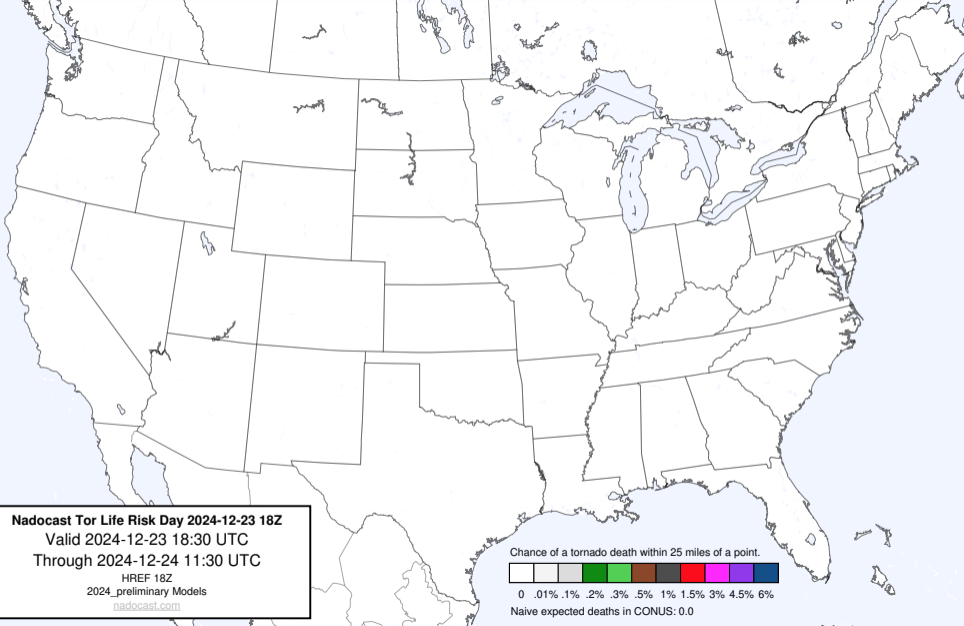 Nadocast Tor Life Risk Day 2024-12-23 18Z
Valid 2024-12-23 18:30 UTC
Through 2024-12-24 11:30 UTC
HREF 18Z
2024_preliminary Models
nadocast.com
Chance of a tornado death within 25 miles of a point.
0 .01% .1% .2% .3% .5% 1% 1.5% 3% 4.5% 6%
Naive expected deaths in CONUS: 0.0